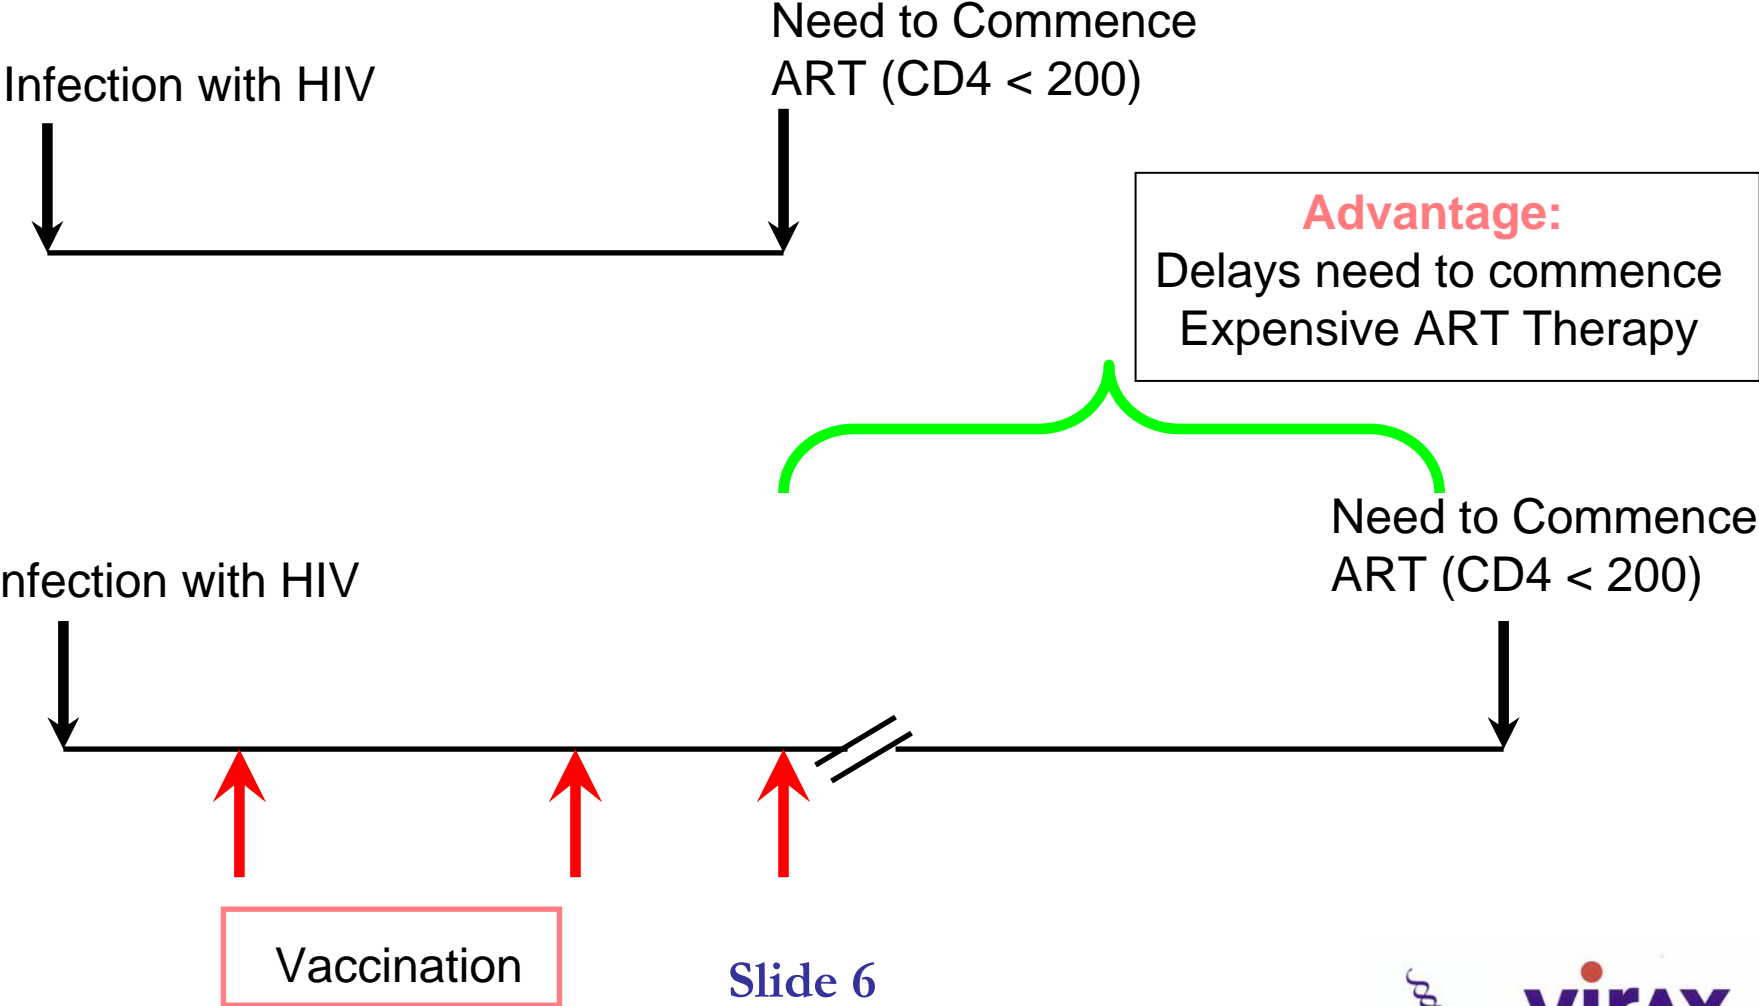 Need to Commence
ART (CD4 < 200)
Infection with HIV
Advantage:
Delays need to commence
Expensive ART Therapy
Need to Commence
ART (CD4 < 200)
nfection with HIV
Vaccination
Slide 6
virax